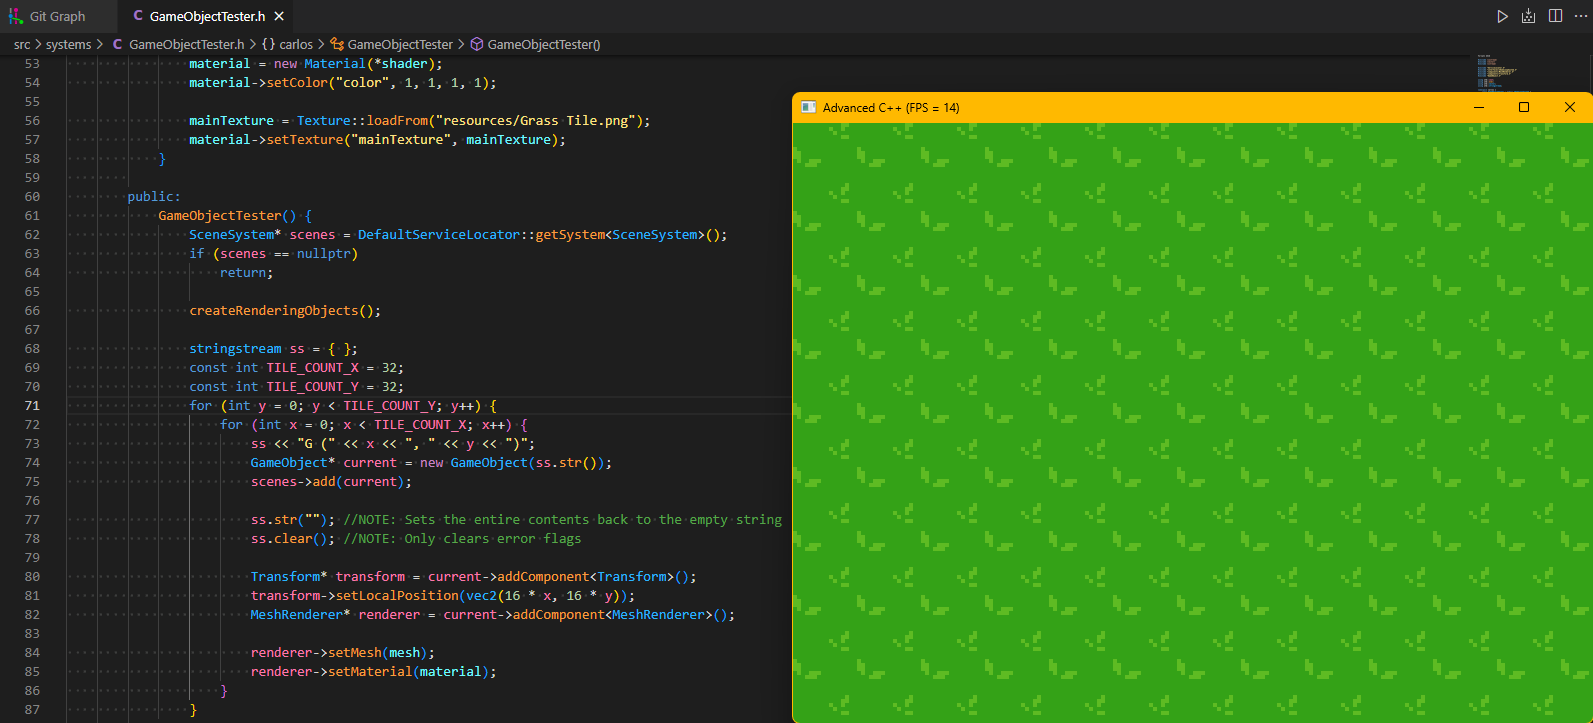 Git Graph
GameObjectTester.h
src > systems > C GameObjectTester.h > {} carlos > GameObjectTester > GameObjectTester()
53 material = new Material(*shader);
54 material->setColor("color", 1, 1, 1, 1);
55
56 mainTexture = Texture::loadFrom("resources/Grass Tile.png");
57 material->setTexture("mainTexture", mainTexture);
58 }
59
60 public:
61 GameObjectTester() {
62 SceneSystem* scenes = DefaultServiceLocator::getSystem<SceneSystem>();
63 if (scenes == nullptr)
64 return;
65
66 createRenderingObjects();
67
68 stringstream ss = { };
69 const int TILE_COUNT_X = 32;
70 const int TILE_COUNT_Y = 32;
71 for (int y = 0; y < TILE_COUNT_Y; y++) {
72 for (int x = 0; x < TILE_COUNT_X; x++) {
73 ss << "G (" << x << ", " << y << ")";
74 GameObject* current = new GameObject(ss.str());
75 scenes->add(current);
76
77 ss.str(""); //NOTE: Sets the entire contents back to the empty string
78 ss.clear(); //NOTE: Only clears error flags
79
80 Transform* transform = current->addComponent<Transform>();
81 transform->setLocalPosition(vec2(16 * x, 16 * y));
82 MeshRenderer* renderer = current->addComponent<MeshRenderer>();
83
84 renderer->setMesh(mesh);
85 renderer->setMaterial(material);
86 }
87 }
Advanced C++ (FPS = 14)